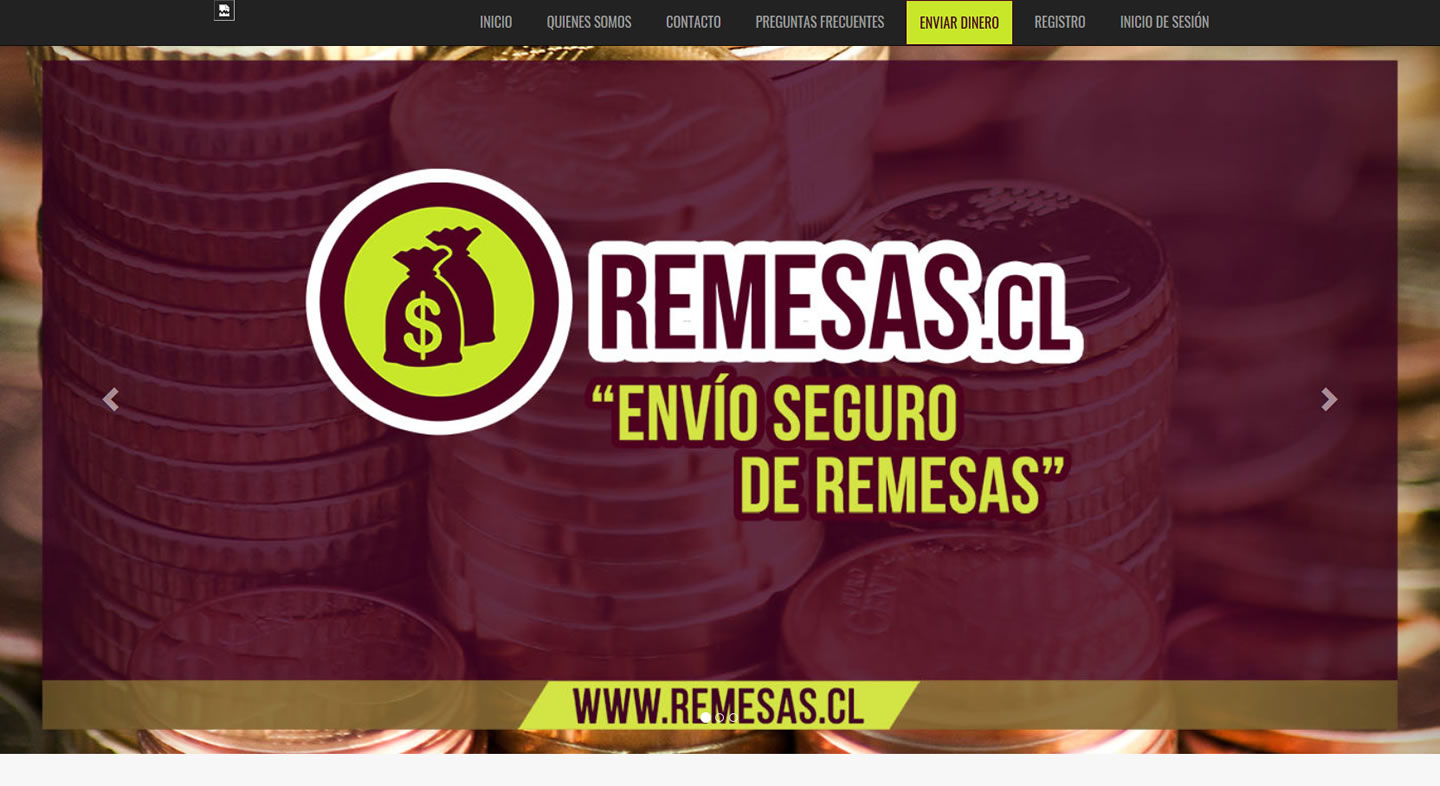 INICIO QUIENES SOMOS CONTACTO PREGUNTAS FRECUENTES ENVIAR DINERO REGISTRO INICIO DE SESIÓN
$
REMESAS.CL
“ENVÍO SEGURO
DE REMESAS”
WWW.REMESAS.CL